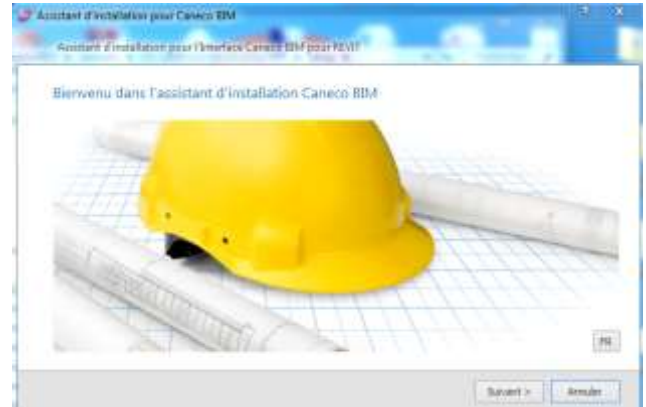 Assistant d'installation pour Caneco BIM
Assistant d'installation pour l'Interface Caneco BIM pour REVIT
Bienvenu dans l'assistant d'installation Caneco BIM
FR
Suivant >
Annuler